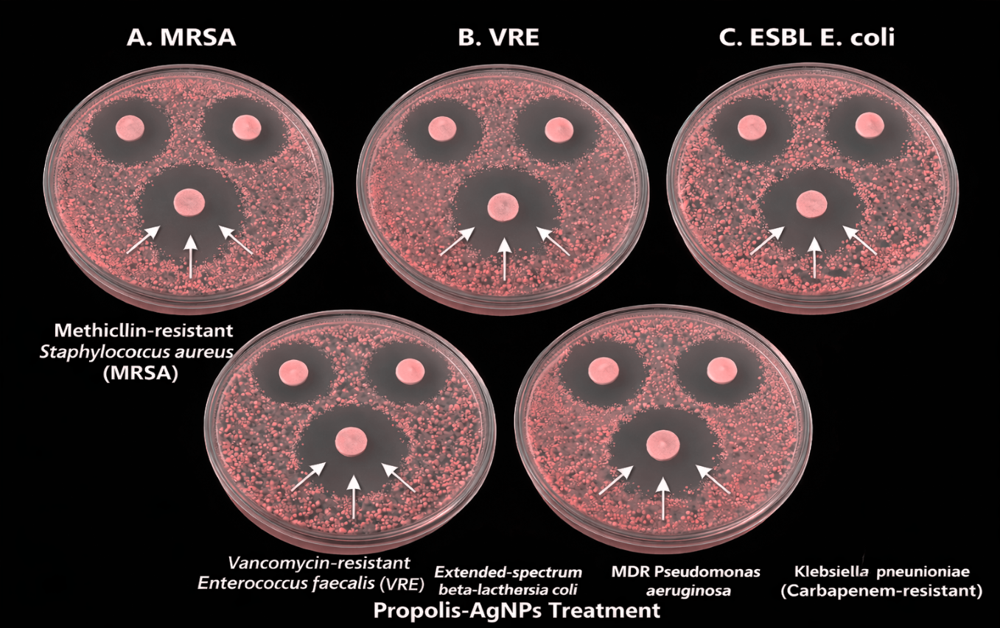 A. MRSA
B. VRE
C. ESBL E. coli
Methicllin-resistant
Staphylococcus aureus
(MRSA)
Vancomycin-resistant
Enterococcus faecalis (VRE)
Extended-spectrum
beta-lacthersia coli
MDR Pseudomonas
aeruginosa
Klebsiella pneunioniae
(Carbapenem-resistant)
Propolis-AgNPs Treatment